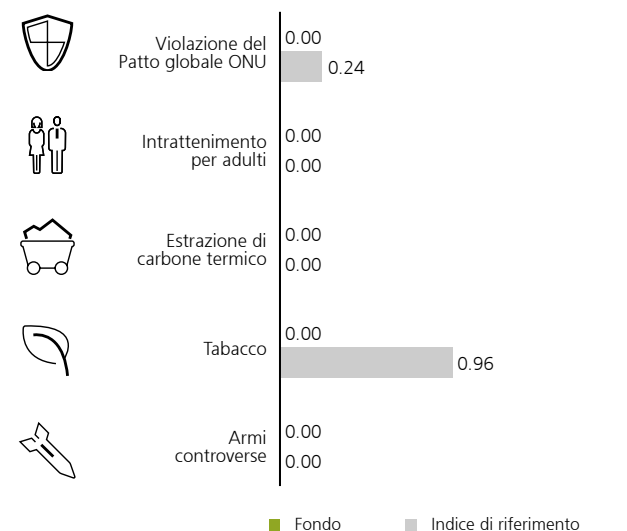 Violazione del
Patto globale ONU
0.00
0.24
Intrattenimento
per adulti
0.00
0.00
Estrazione di
carbone termico
0.00
0.00
Tabacco
0.00
0.96
Armi
controverse
0.00
0.00
Fondo Indice di riferimento